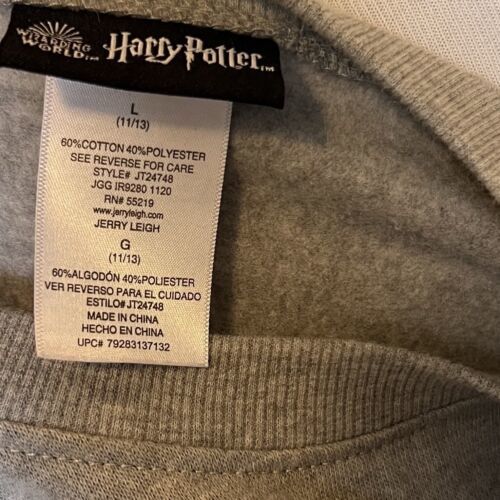 WIZARDING
WORLD™
Harry Potter™
L
(11/13)
60%COTTON 40%POLYESTER
SEE REVERSE FOR CARE
STYLE# JT24748
JGG IR9280 1120
RN# 55219
www.jerryleigh.com
JERRY LEIGH
G
(11/13)
60%ALGODÓN 40%POLIESTER
VER REVERSO PARA EL CUIDADO
ESTILO# JT24748
MADE IN CHINA
HECHO EN CHINA
UPC# 79283137132